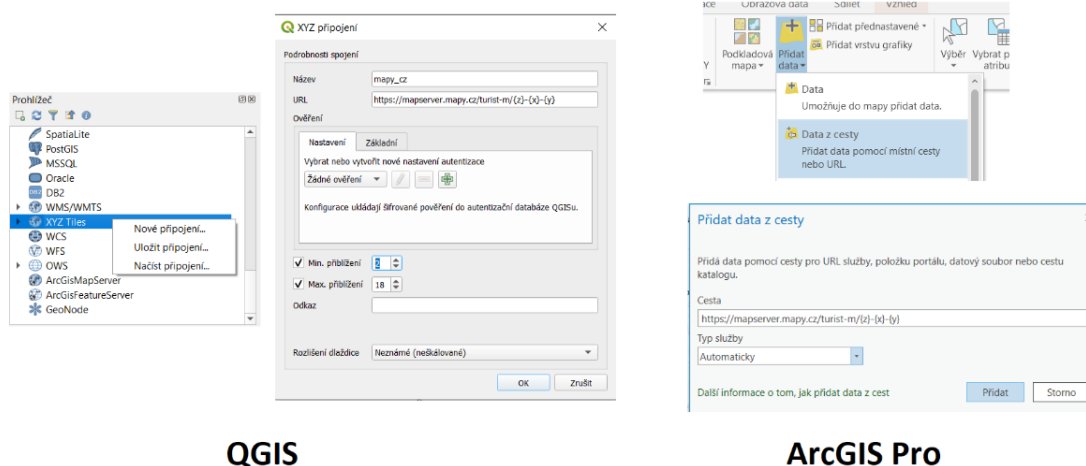 Prohlížeč
SpatiaLite
PostGIS
MSSQL
Oracle
DB2
DB2
WMS/WMTS
XYZ Tiles
WCS
WFS
OWS
ArcGisMapServer
ArcGisFeatureServer
GeoNode
Nové připojení...
Uložit připojení...
Načíst připojení...
XYZ připojení
Podrobnosti spojení
Název
mapy_cz
URL
https://mapserver.mapy.cz/turist-m/{z}-{x}-{y}
Ověření
Nastavení Základní
Vybrat nebo vytvořit nové nastavení autentizace
Žádné ověření
Konfigurace ukládají šifrované pověření do autentizační databáze QGISu.
Min. přiblížení
Max. přiblížení 18
Odkaz
Rozlišení dlaždice Neznámé (neškálované)
OK Zrušit
QGIS
Obrazová data Sdílet Vzhled
Podkladová
mapa
Přidat
data
Přidat přednastavené
Přidat vrstvu grafiky
Výběr
Vybrat p
atribu
Data
Umožňuje do mapy přidat data.
Data z cesty
Přidat data pomocí místní cesty
nebo URL.
Přidat data z cesty
Přidá data pomocí cesty pro URL služby, položku portálu, datový soubor nebo cestu
katalogu.
Cesta
https://mapserver.mapy.cz/turist-m/{z}-{x}-{y}
Typ služby
Automaticky
Další informace o tom, jak přidat data z cest
Přidat Storno
ArcGIS Pro